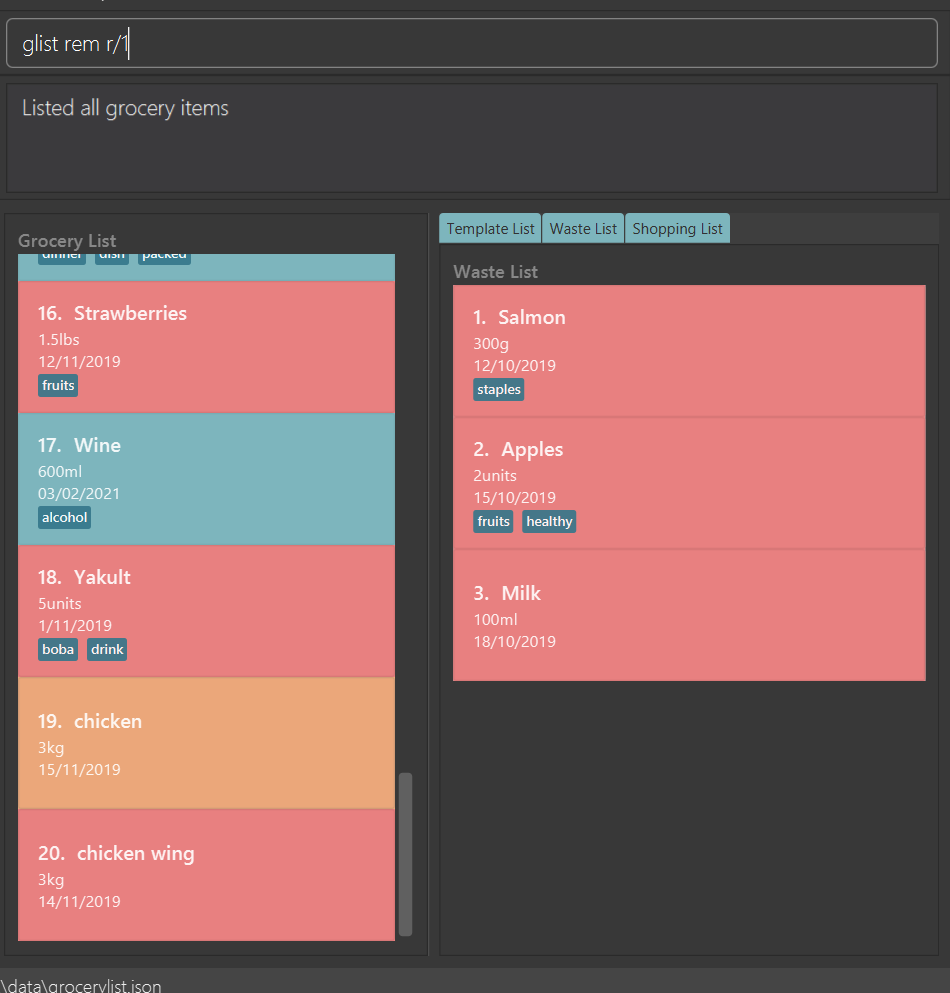 glist rem r/1
Listed all grocery items
Grocery List
dinner dish packed
16. Strawberries
1.5lbs
12/11/2019
fruits
17. Wine
600ml
03/02/2021
alcohol
18. Yakult
5units
1/11/2019
boba drink
19. chicken
3kg
15/11/2019
20. chicken wing
3kg
14/11/2019
Template List Waste List Shopping List
Waste List
1. Salmon
300g
12/10/2019
staples
2. Apples
2units
15/10/2019
fruits healthy
3. Milk
100ml
18/10/2019
\data\grocerylist.json